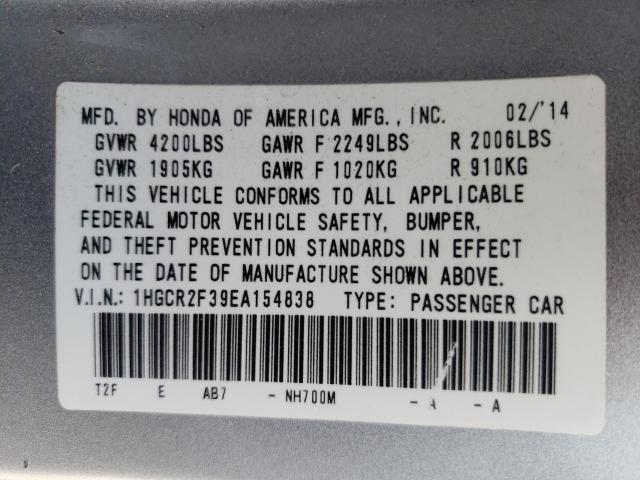 MFD. BY HONDA OF AMERICA MFG., INC. 02/'14
GVWR 4200LBS GAWR F 2249LBS R 2006LBS
GVWR 1905KG GAWR F 1020KG R 910KG
THIS VEHICLE CONFORMS TO ALL APPLICABLE
FEDERAL MOTOR VEHICLE SAFETY, BUMPER,
AND THEFT PREVENTION STANDARDS IN EFFECT
ON THE DATE OF MANUFACTURE SHOWN ABOVE.
V.I.N.: 1HGCR2F39EA154838 TYPE: PASSENGER CAR
T2F E AB7 - NH700M - A - A